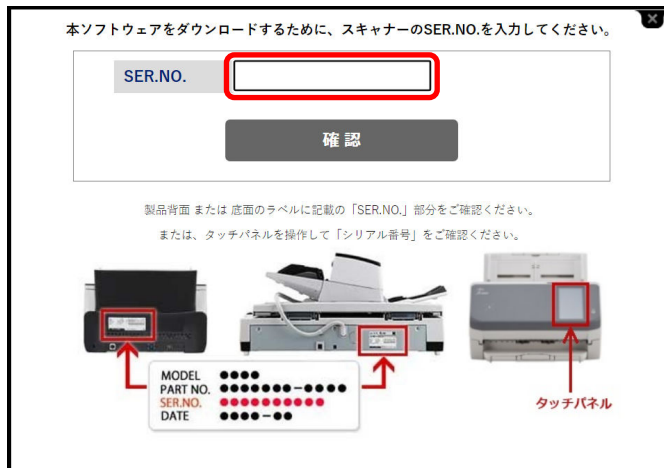 本ソフトウェアをダウンロードするために、スキャナーのSER.NO.を入力してください。
SER.NO.
確認
製品背面 または 底面のラベルに記載の「SER.NO.」部分をご確認ください。
または、タッチパネルを操作して「シリアル番号」をご確認ください。
MODEL ●●●●
PART NO. ●●●●●●●－●●●●
SER.NO. ●●●●●●●●●●
DATE ●●●●－●●
タッチパネル